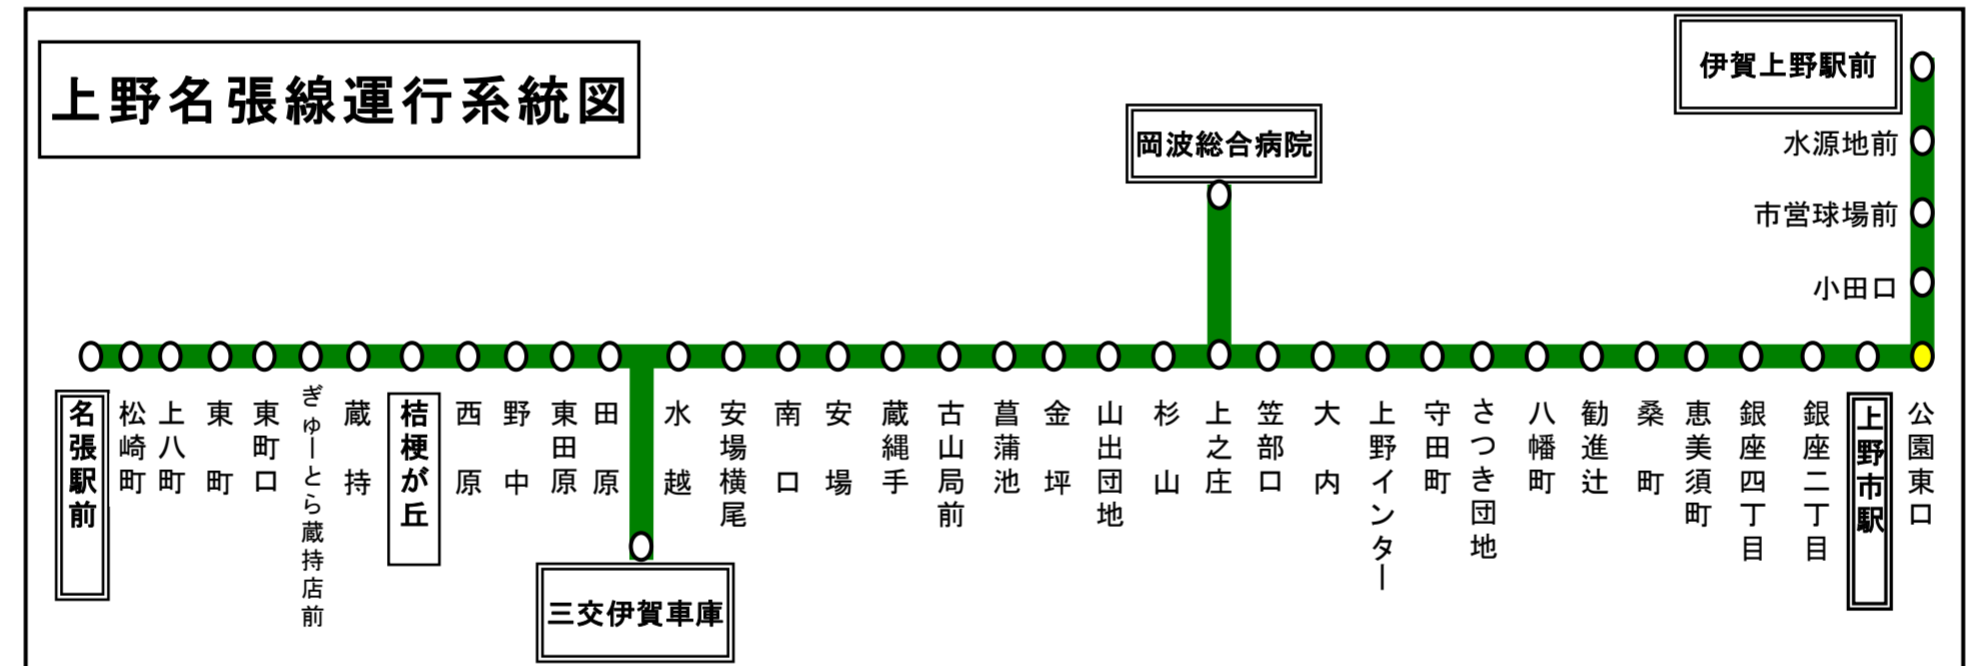 上野名張線運行系統図
伊賀上野駅前
水源地前
市営球場前
小田口
岡波総合病院
名張駅前
松崎町
上八町
東町
東町口
ぎゅーとら蔵持店前
蔵持
桔梗が丘
西原
野中
東田原
田原
水越
安場横尾
南口
安場
蔵縄手
古山局前
菖蒲池
金坪
山出団地
杉山
上之庄
笠部口
大内
上野インター
守田町
さつき団地
八幡町
勧進辻
桑町
恵美須町
銀座四丁目
銀座二丁目
上野市駅
公園東口
三交伊賀車庫